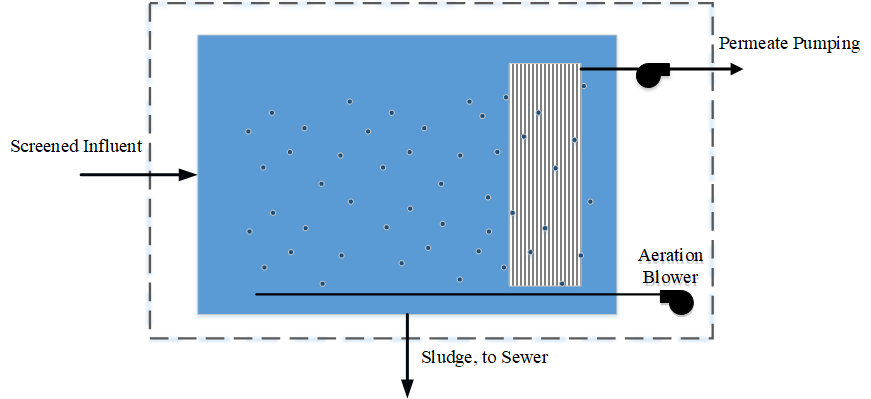 Permeate Pumping
Screened Influent
Aeration
Blower
Sludge, to Sewer